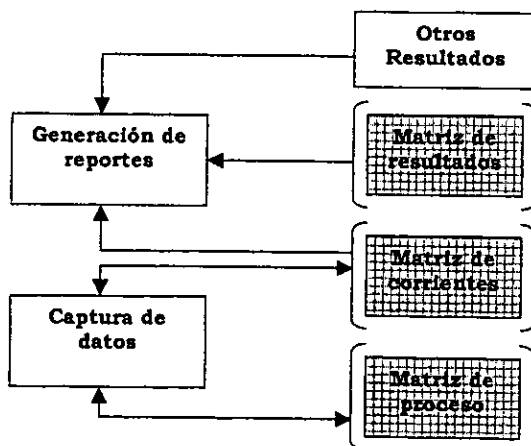 Otros
Resultados
Generación de
reportes
Matriz de
resultados
Matriz de
corrientes
Captura de
datos
Matriz de
proceso